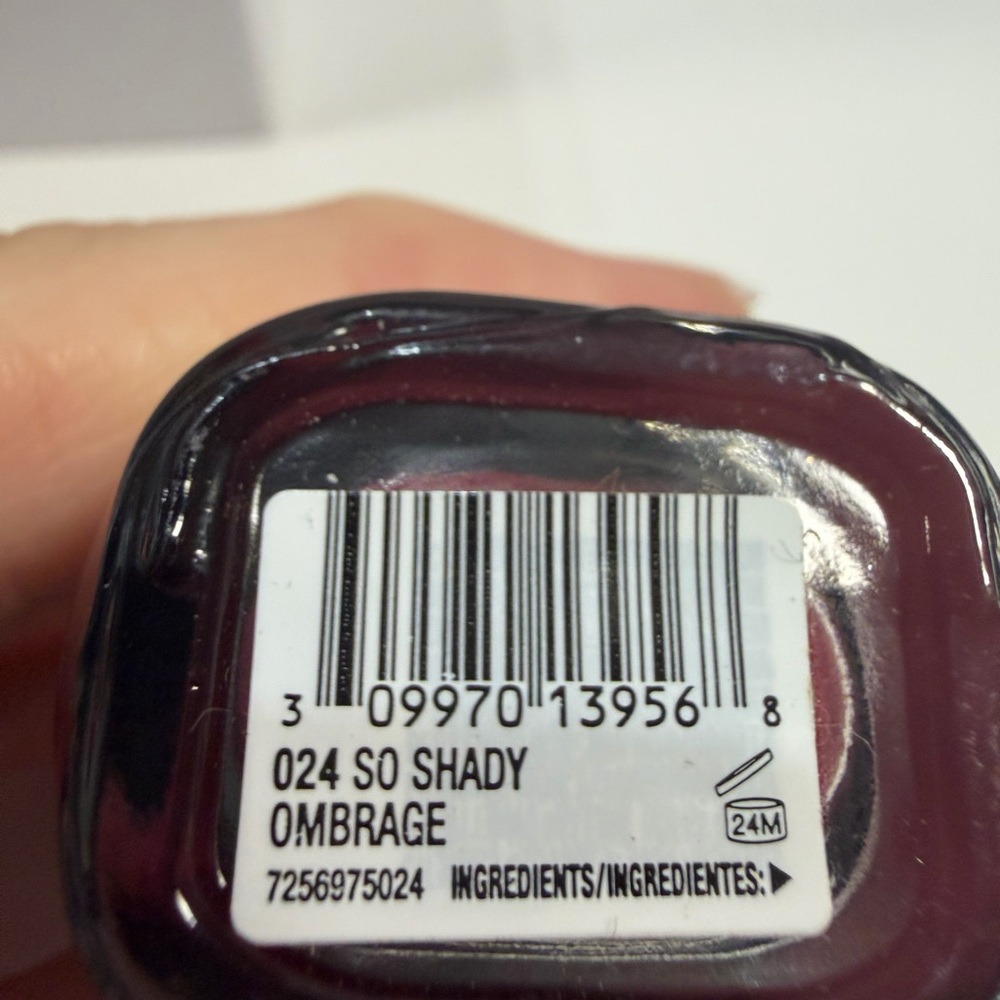 3 09970 13956 8
024 SO SHADY
OMBRAGE
24M
7256975024 INGREDIENTS/INGREDIENTES: